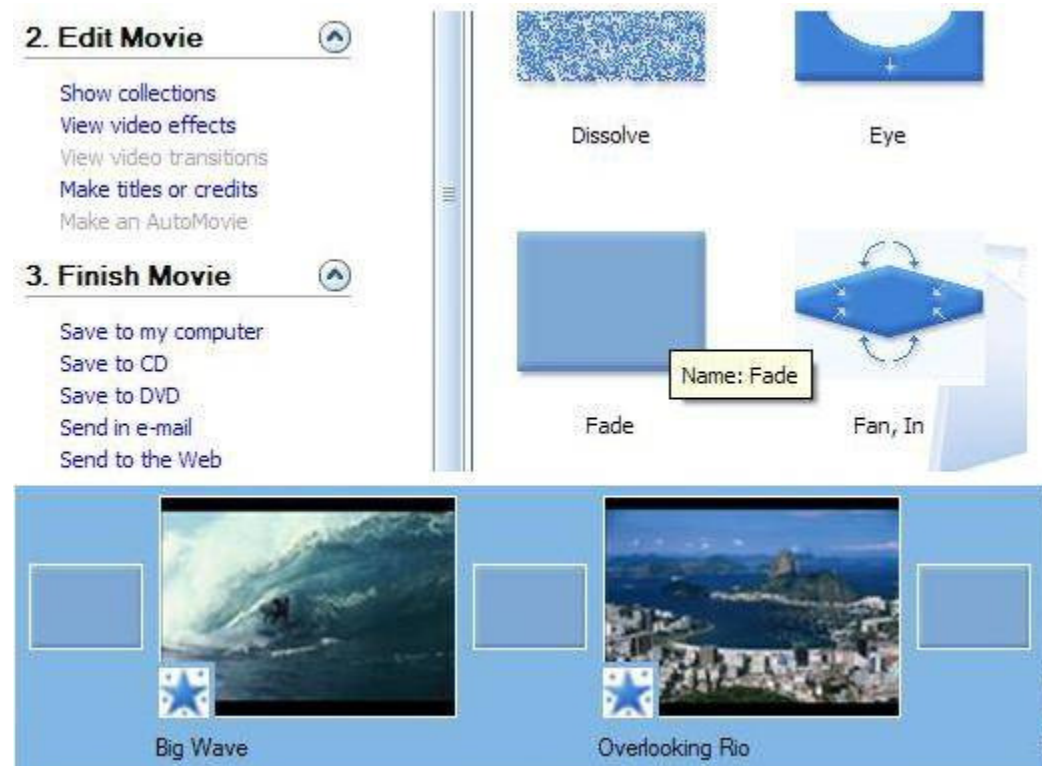 2. Edit Movie
Show collections
View video effects
View video transitions
Make titles or credits
Make an AutoMovie
3. Finish Movie
Save to my computer
Save to CD
Save to DVD
Send in e-mail
Send to the Web
Dissolve
Eye
Name: Fade
Fade
Fan, In
Big Wave
Overlooking Rio